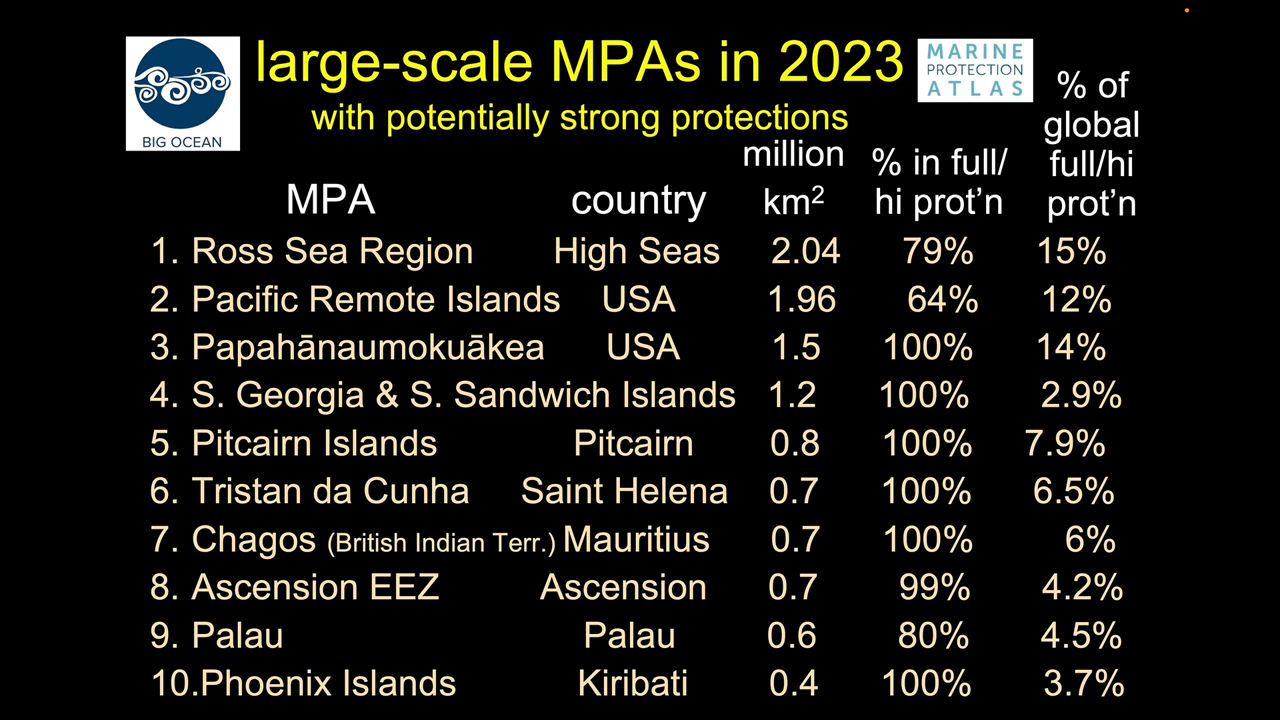 BIG OCEAN
large-scale MPAs in 2023
with potentially strong protections
MARINE
PROTECTION
ATLAS
MPA
country
million
km2
% in full/
hi prot’n
% of
global
full/hi
prot’n
1. Ross Sea Region High Seas 2.04 79% 15%
2. Pacific Remote Islands USA 1.96 64% 12%
3. Papahānaumokuākea USA 1.5 100% 14%
4. S. Georgia & S. Sandwich Islands 1.2 100% 2.9%
5. Pitcairn Islands Pitcairn 0.8 100% 7.9%
6. Tristan da Cunha Saint Helena 0.7 100% 6.5%
7. Chagos (British Indian Terr.) Mauritius 0.7 100% 6%
8. Ascension EEZ Ascension 0.7 99% 4.2%
9. Palau Palau 0.6 80% 4.5%
10.Phoenix Islands Kiribati 0.4 100% 3.7%